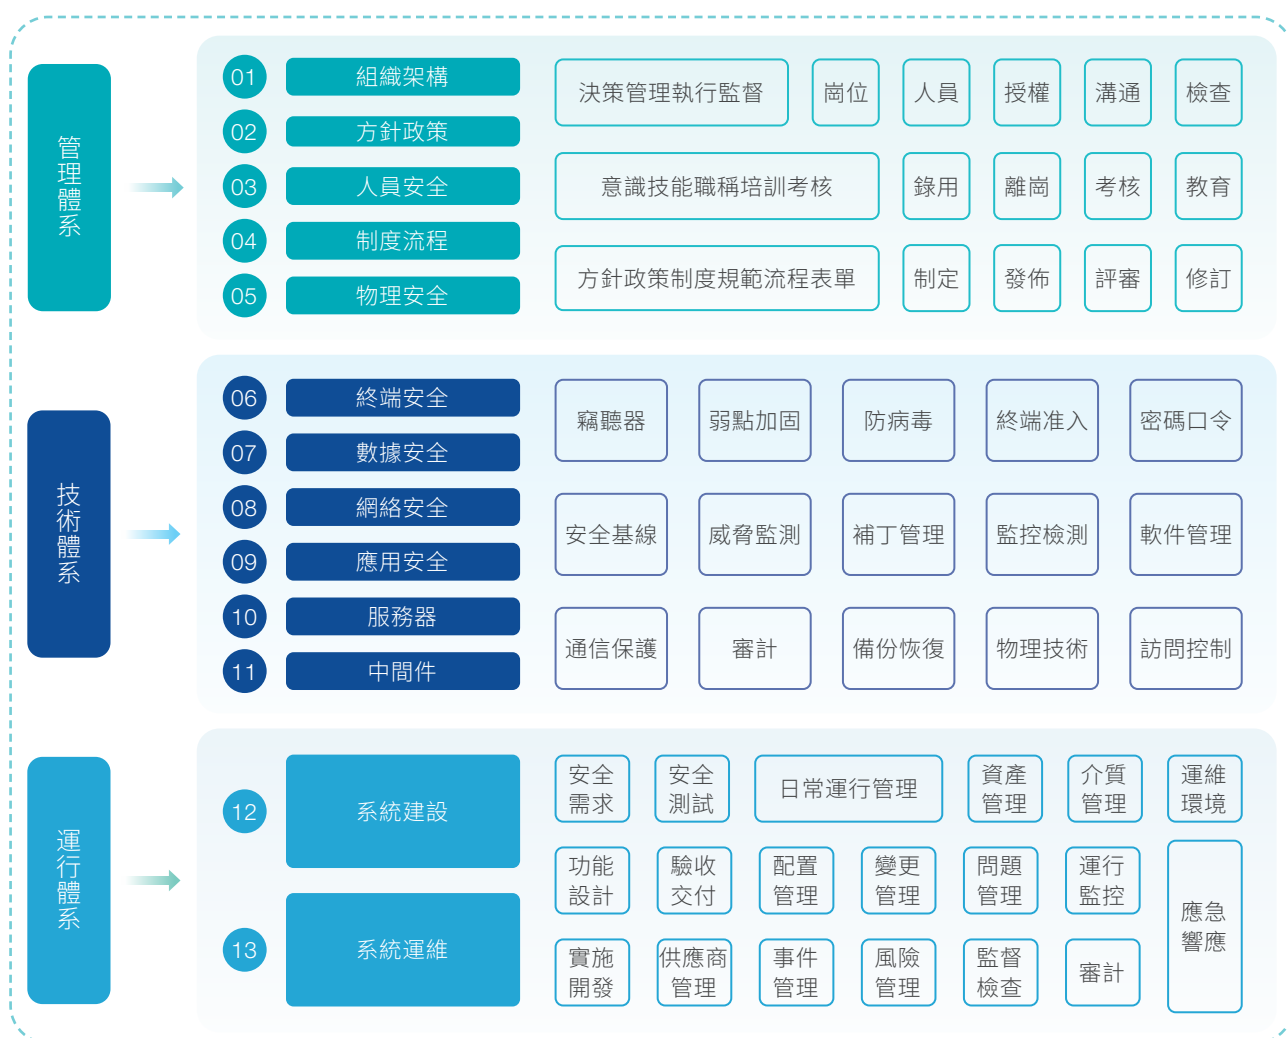 管理體系
01 組織架構
02 方針政策
03 人員安全
04 制度流程
05 物理安全
決策管理執行監督 崗位 人員 授權 溝通 檢查
意識技能職稱培訓考核 錄用 離崗 考核 教育
方針政策制度規範流程表單 制定 發佈 評審 修訂
技術體系
06 終端安全
07 數據安全
08 網絡安全
09 應用安全
10 服務器
11 中間件
竊聽器 弱點加固 防病毒 終端准入 密碼口令
安全基線 威脅監測 補丁管理 監控檢測 軟件管理
通信保護 審計 備份恢復 物理技術 訪問控制
運行體系
12 系統建設
13 系統運維
安全
需求
安全
測試
日常運行管理
資產
管理
介質
管理
運維
環境
功能
設計
驗收
交付
配置
管理
變更
管理
問題
管理
運行
監控
應急
響應
實施
開發
供應商
管理
事件
管理
風險
管理
監督
檢查
審計